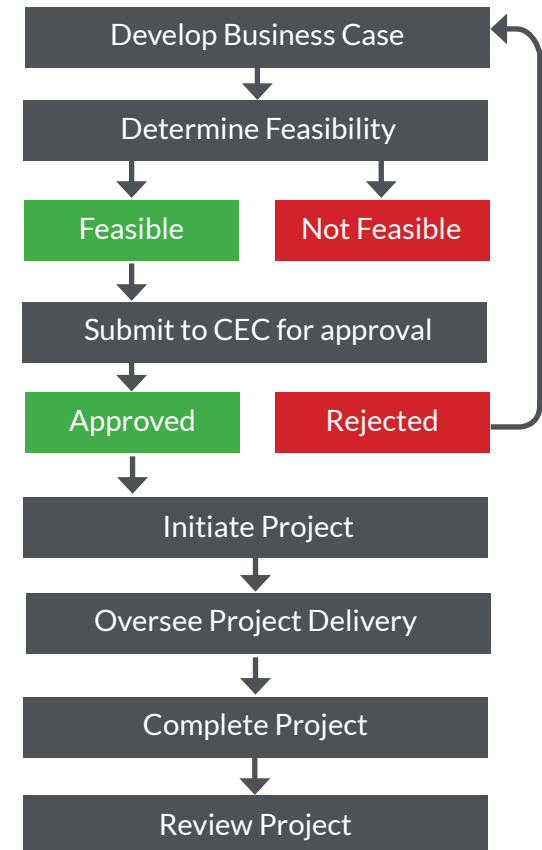 Develop Business Case
Determine Feasibility
Feasible
Not Feasible
Submit to CEC for approval
Approved
Rejected
Initiate Project
Oversee Project Delivery
Complete Project
Review Project